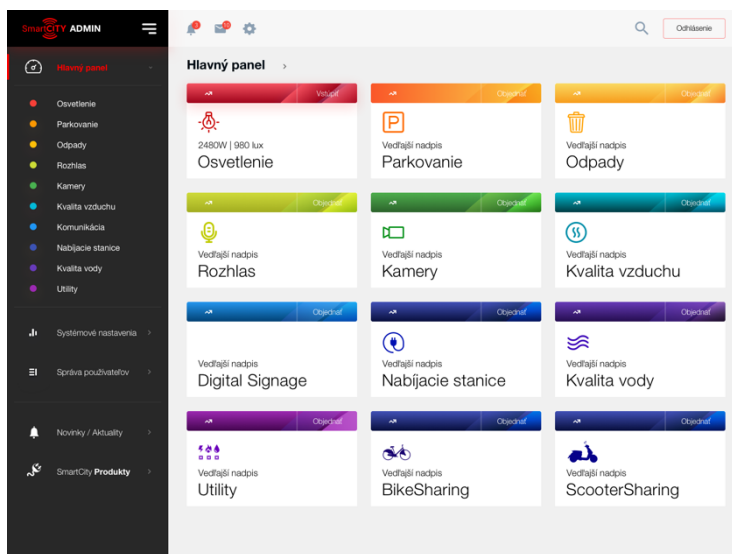 SmartCITY ADMIN
Odhlásenie
Hlavný panel
Osvetlenie
Parkovanie
Odpady
Rozhlas
Kamery
Kvalita vzduchu
Komunikácia
Nabíjacie stanice
Kvalita vody
Utility
Systémové nastavenia
Správa používateľov
Novinky / Aktuality
SmartCity Produkty
Hlavný panel
Vstúpiť
2480W | 980 lux
Osvetlenie
Objednať
P
Vedľajší nadpis
Parkovanie
Objednať
Vedľajší nadpis
Odpady
Objednať
Vedľajší nadpis
Rozhlas
Objednať
Vedľajší nadpis
Kamery
Objednať
Vedľajší nadpis
Kvalita vzduchu
Objednať
Vedľajší nadpis
Digital Signage
Objednať
Vedľajší nadpis
Nabíjacie stanice
Objednať
Vedľajší nadpis
Kvalita vody
Objednať
Vedľajší nadpis
Utility
Objednať
Vedľajší nadpis
BikeSharing
Objednať
Vedľajší nadpis
ScooterSharing